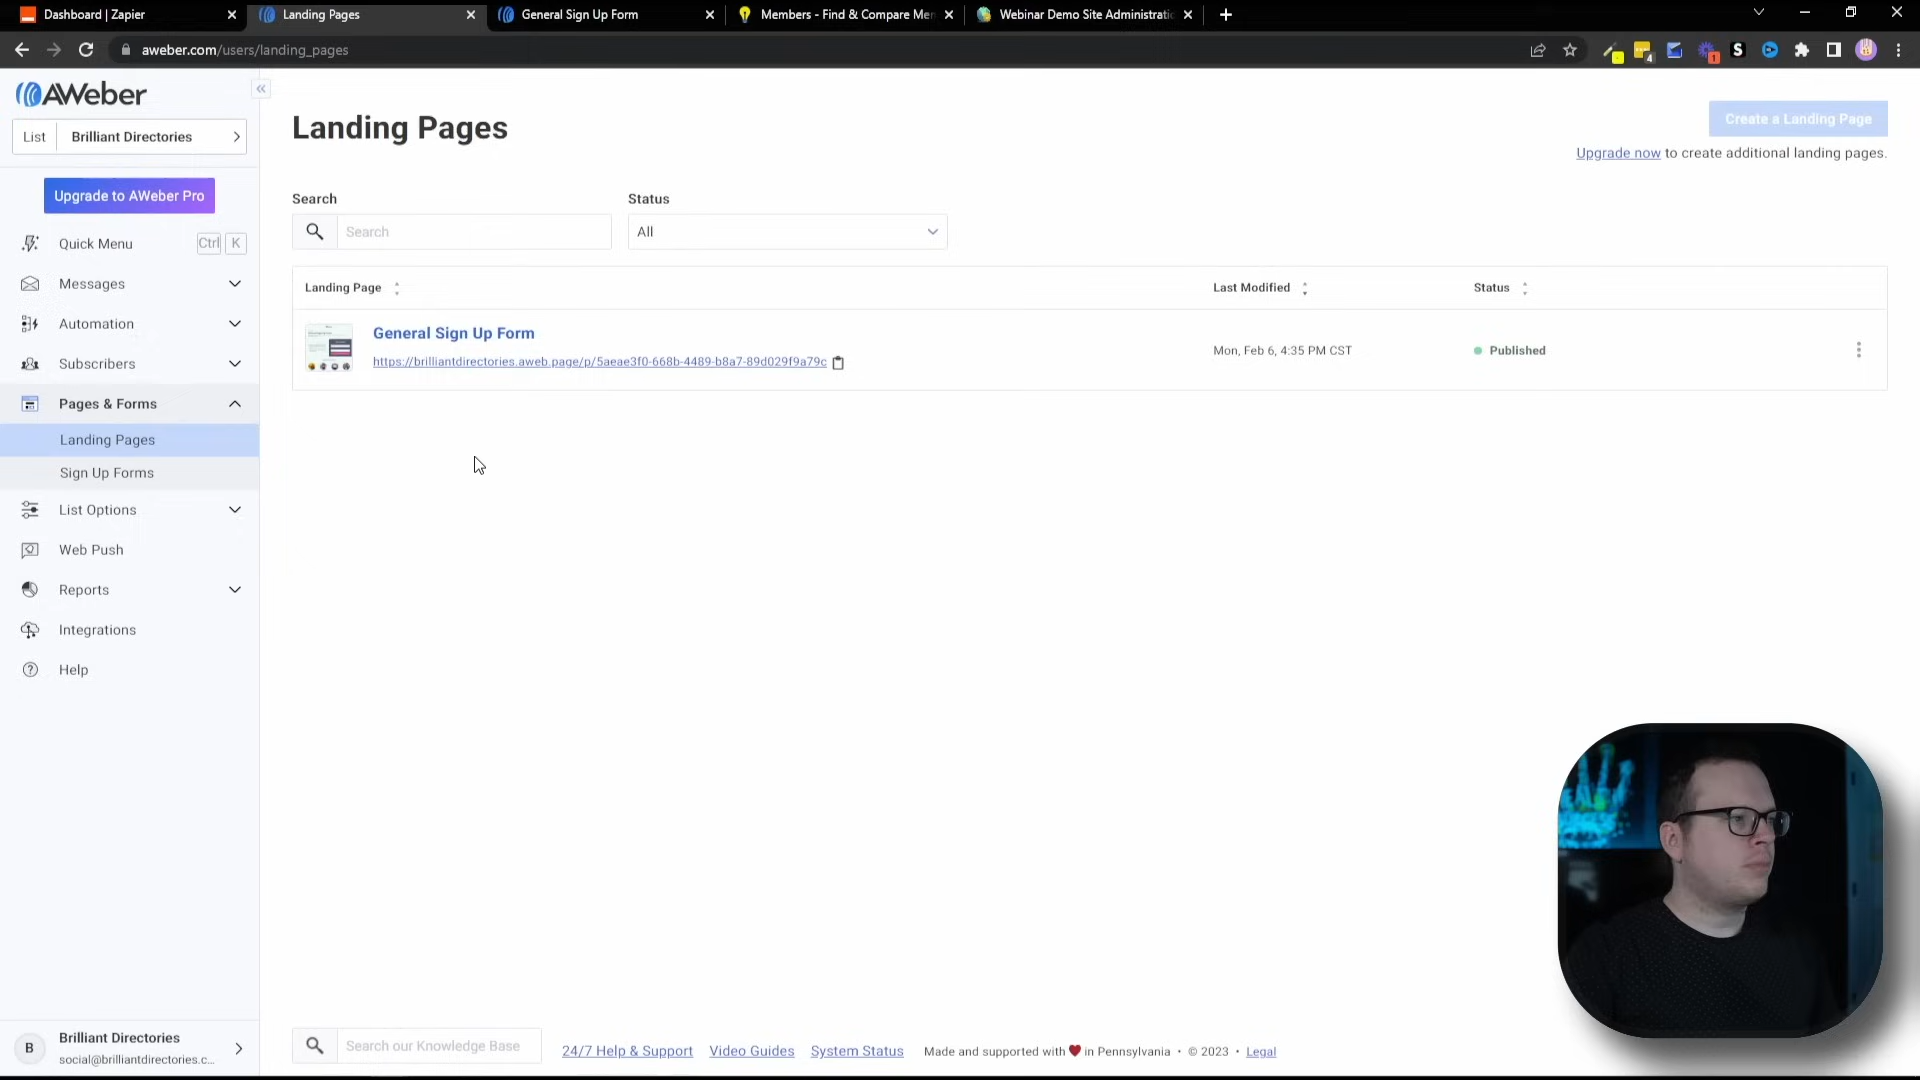 Dashboard | Zapier
Landing Pages
General Sign Up Form
Members - Find & Compare Mem
Webinar Demo Site Administratio
aweber.com/users/landing_pages
4
1
S
AWeber
List
Brilliant Directories
Upgrade to AWeber Pro
Quick Menu
Ctrl
K
Messages
Automation
Subscribers
Pages & Forms
Landing Pages
Sign Up Forms
List Options
Web Push
Reports
Integrations
Help
B
Brilliant Directories
social@brilliantdirectories.c...
Landing Pages
Create a Landing Page
Upgrade now to create additional landing pages.
Search
Status
Search
All
Landing Page
Last Modified
Status
General Sign Up Form
https://brilliantdirectories.aweb.page/p/5aeae3f0-668b-4489-b8a7-89d029f9a79c
Mon, Feb 6, 4:35 PM CST
Published
Search our Knowledge Base
24/7 Help & Support
Video Guides
System Status
Made and supported with ❤ in Pennsylvania • © 2023 • Legal